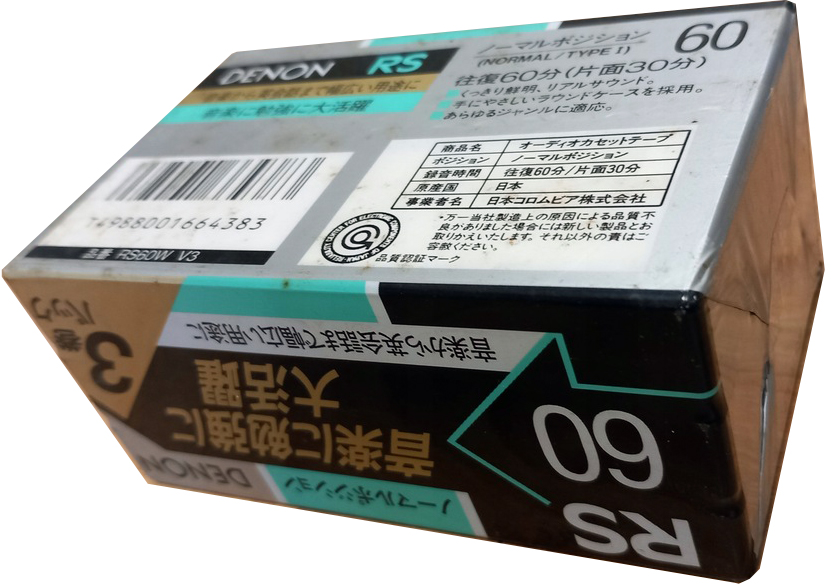 DENON RS
音楽から英会話まで幅広い用途に
音楽に勉強に大活躍
ノーマルポジション
(NORMAL/TYPE I)
60
往復60分(片面30分)
くっきり鮮明、リアルサウンド。
手にやさしいラウンドケースを採用。
あらゆるジャンルに適応。
商品名 オーディオカセットテープ
ポジション ノーマルポジション
録音時間 往復60分/片面30分
原産国 日本
事業者名 日本コロムビア株式会社
*万一当社製造上の原因による品質不
良がありました場合には新しい製品とお
取りかえいたします。それ以外の責はご
容赦ください。
品質認証マーク
T4988001664383
品番 RS60W V3
3巻
パック
音楽から英会話まで幅広い用途に
音楽に勉強に
大活躍
DENON
ノーマルポジション
60
RS